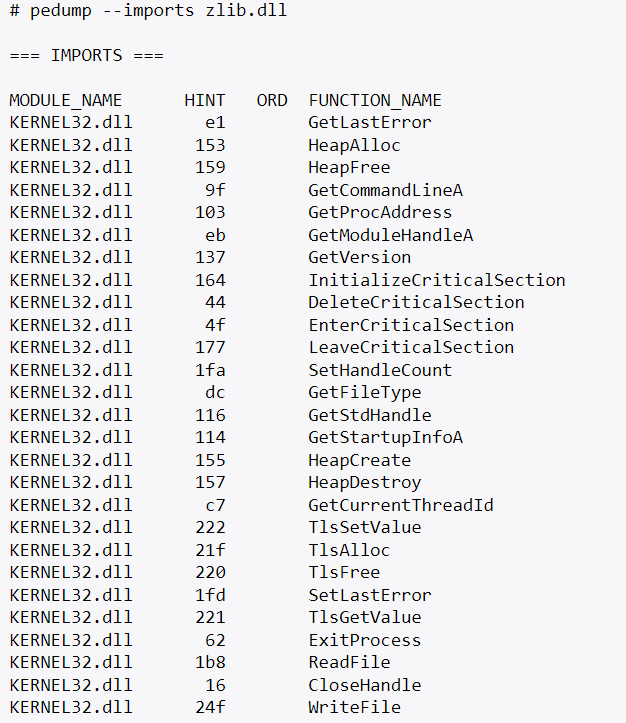 # pedump --imports zlib.dll
=== IMPORTS ===
MODULE_NAME HINT ORD FUNCTION_NAME
KERNEL32.dll e1 GetLastError
KERNEL32.dll 153 HeapAlloc
KERNEL32.dll 159 HeapFree
KERNEL32.dll 9f GetCommandLineA
KERNEL32.dll 103 GetProcAddress
KERNEL32.dll eb GetModuleHandleA
KERNEL32.dll 137 GetVersion
KERNEL32.dll 164 InitializeCriticalSection
KERNEL32.dll 44 DeleteCriticalSection
KERNEL32.dll 4f EnterCriticalSection
KERNEL32.dll 177 LeaveCriticalSection
KERNEL32.dll 1fa SetHandleCount
KERNEL32.dll dc GetFileType
KERNEL32.dll 116 GetStdHandle
KERNEL32.dll 114 GetStartupInfoA
KERNEL32.dll 155 HeapCreate
KERNEL32.dll 157 HeapDestroy
KERNEL32.dll c7 GetCurrentThreadId
KERNEL32.dll 222 TlsSetValue
KERNEL32.dll 21f TlsAlloc
KERNEL32.dll 220 TlsFree
KERNEL32.dll 1fd SetLastError
KERNEL32.dll 221 TlsGetValue
KERNEL32.dll 62 ExitProcess
KERNEL32.dll 1b8 ReadFile
KERNEL32.dll 16 CloseHandle
KERNEL32.dll 24f WriteFile